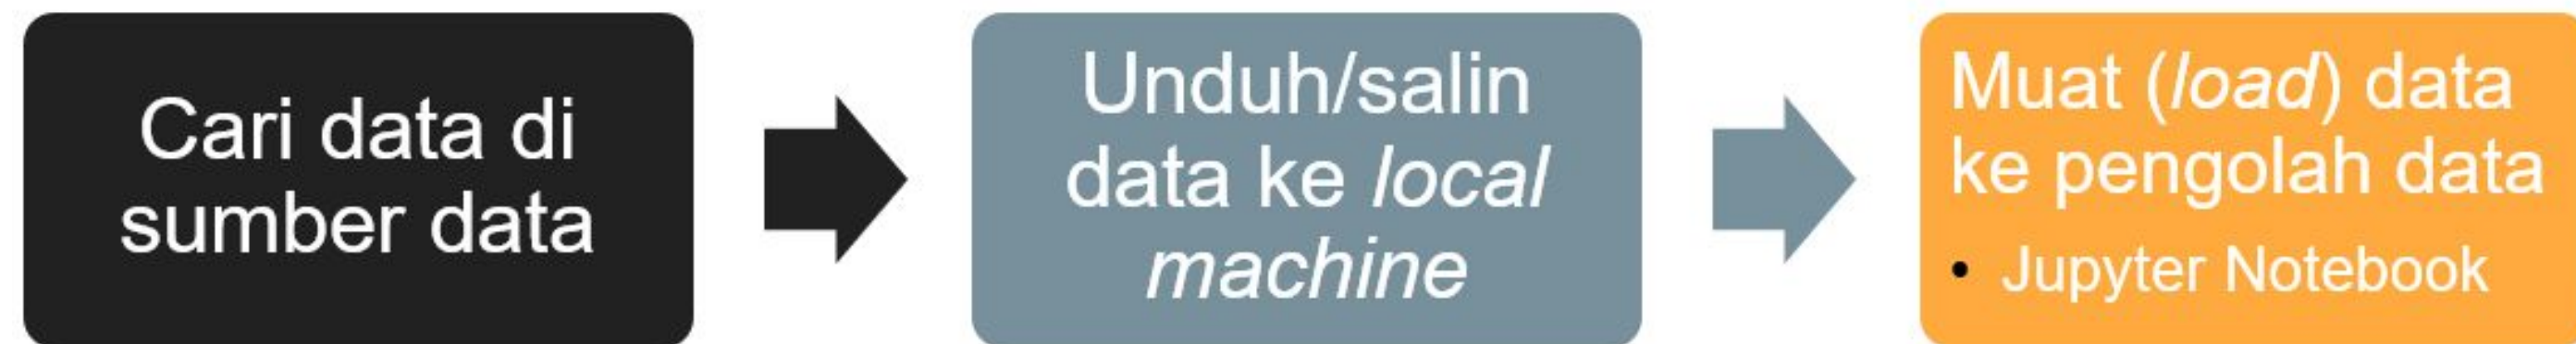 Cari data di
sumber data
Unduh/salin
data ke local
machine
Muat (load) data
ke pengolah data
• Jupyter Notebook